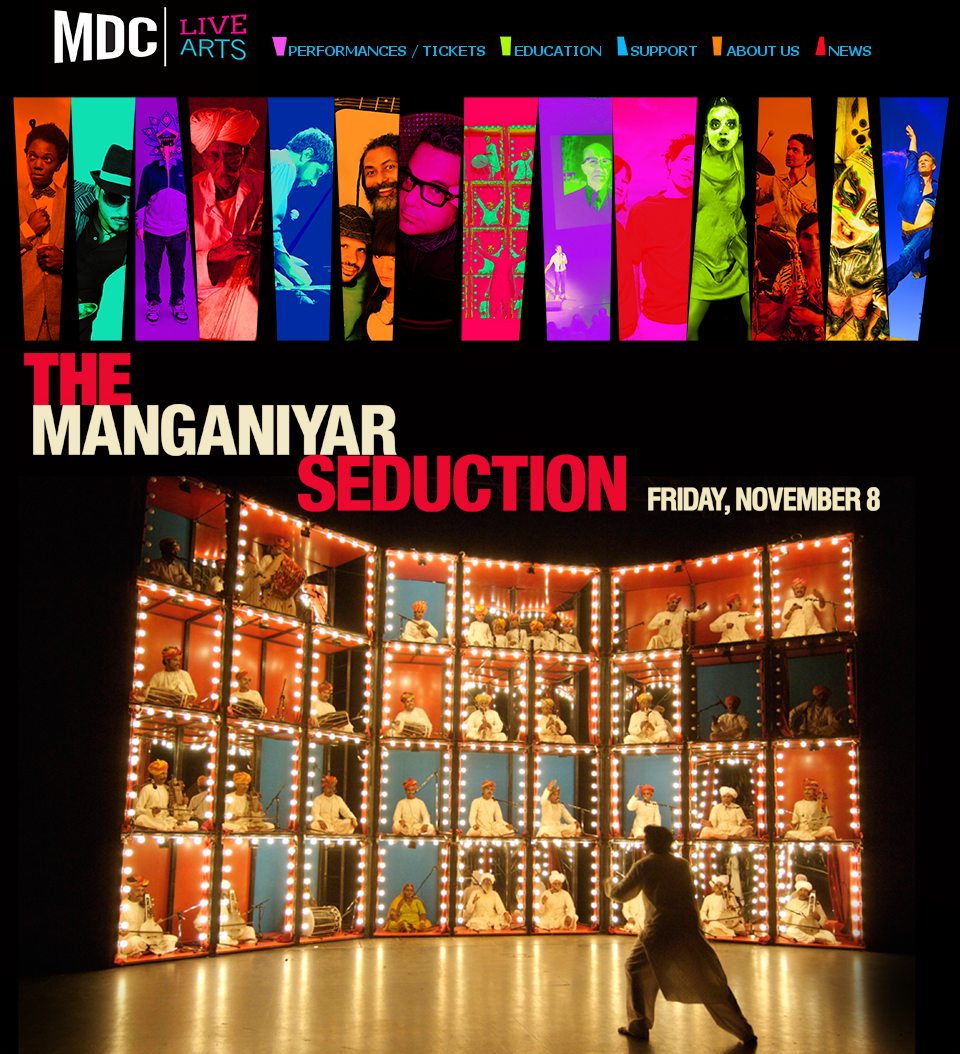 MDC LIVE ARTS
PERFORMANCES / TICKETS EDUCATION SUPPORT ABOUT US NEWS
THE
MANGANIYAR
SEDUCTION
FRIDAY, NOVEMBER 8